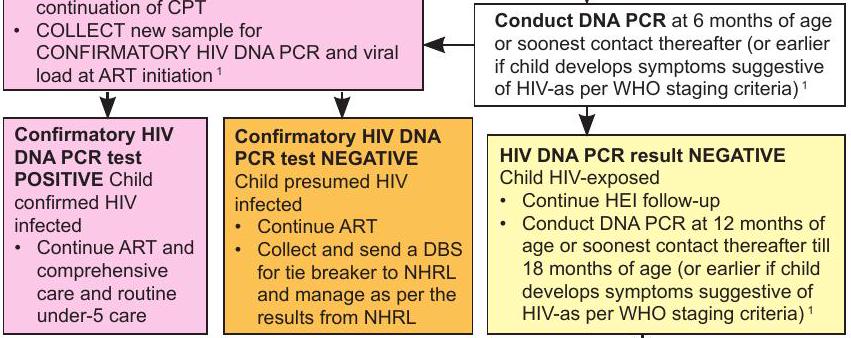 continuation of CPT
• COLLECT new sample for
CONFIRMATORY HIV DNA PCR and viral
load at ART initiation ¹
Conduct DNA PCR at 6 months of age
or soonest contact thereafter (or earlier
if child develops symptoms suggestive
of HIV-as per WHO staging criteria) ¹
Confirmatory HIV
DNA PCR test
POSITIVE Child
confirmed HIV
infected
• Continue ART and
comprehensive
care and routine
under-5 care
Confirmatory HIV DNA
PCR test NEGATIVE
Child presumed HIV
infected
• Continue ART
• Collect and send a DBS
for tie breaker to NHRL
and manage as per the
results from NHRL
HIV DNA PCR result NEGATIVE
Child HIV-exposed
• Continue HEI follow-up
• Conduct DNA PCR at 12 months of
age or soonest contact thereafter till
18 months of age (or earlier if child
develops symptoms suggestive of
HIV-as per WHO staging criteria) ¹